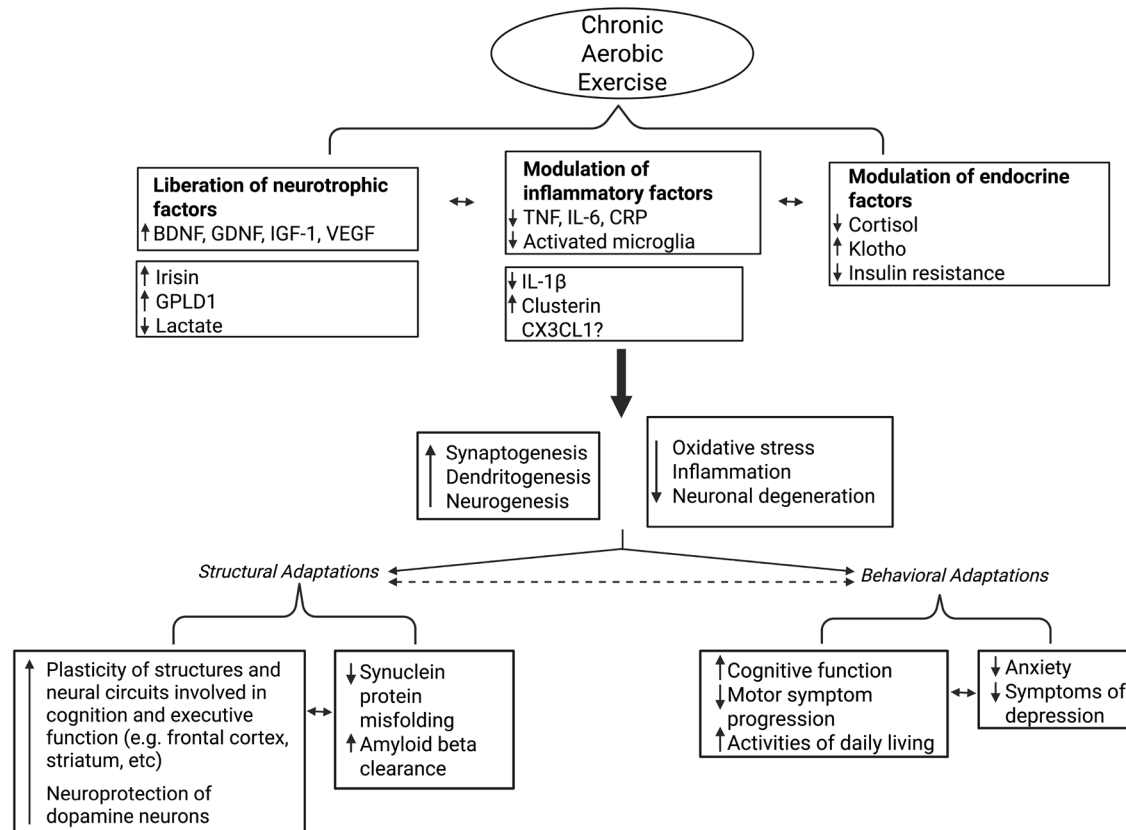 Chronic
Aerobic
Exercise
Liberation of neurotrophic
factors
↑ BDNF, GDNF, IGF-1, VEGF
↑ Irisin
↑ GPLD1
↓ Lactate
Modulation of
inflammatory factors
↓ TNF, IL-6, CRP
↓ Activated microglia
↓ IL-1β
↑ Clusterin
CX3CL1?
Modulation of endocrine
factors
↓ Cortisol
↑ Klotho
↓ Insulin resistance
Synaptogenesis
Dendritogenesis
Neurogenesis
Oxidative stress
Inflammation
Neuronal degeneration
Structural Adaptations
Behavioral Adaptations
Plasticity of structures and
neural circuits involved in
cognition and executive
function (e.g. frontal cortex,
striatum, etc)
Neuroprotection of
dopamine neurons
↓ Synuclein
protein
misfolding
↑ Amyloid beta
clearance
↑ Cognitive function
↓ Motor symptom
progression
↑ Activities of daily living
↓ Anxiety
↓ Symptoms of
depression